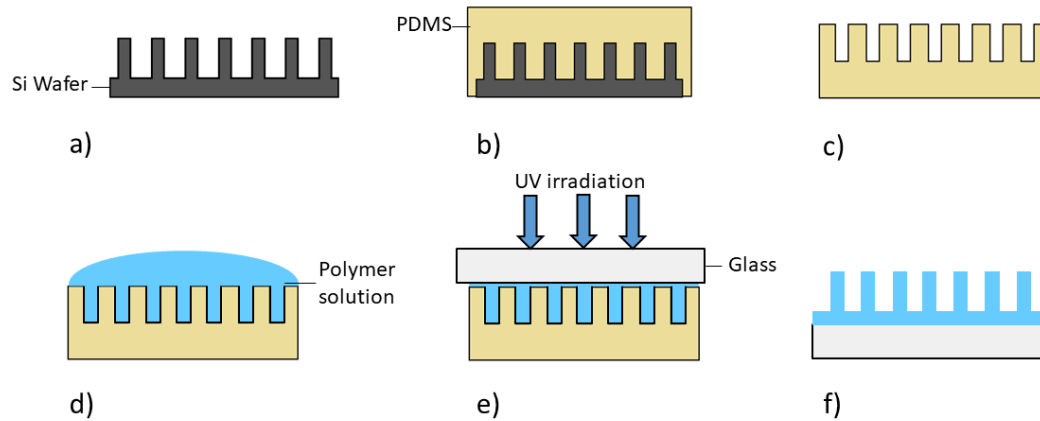 PDMS
Si Wafer
a)
b)
c)
UV irradiation
Polymer
solution
Glass
d)
e)
f)